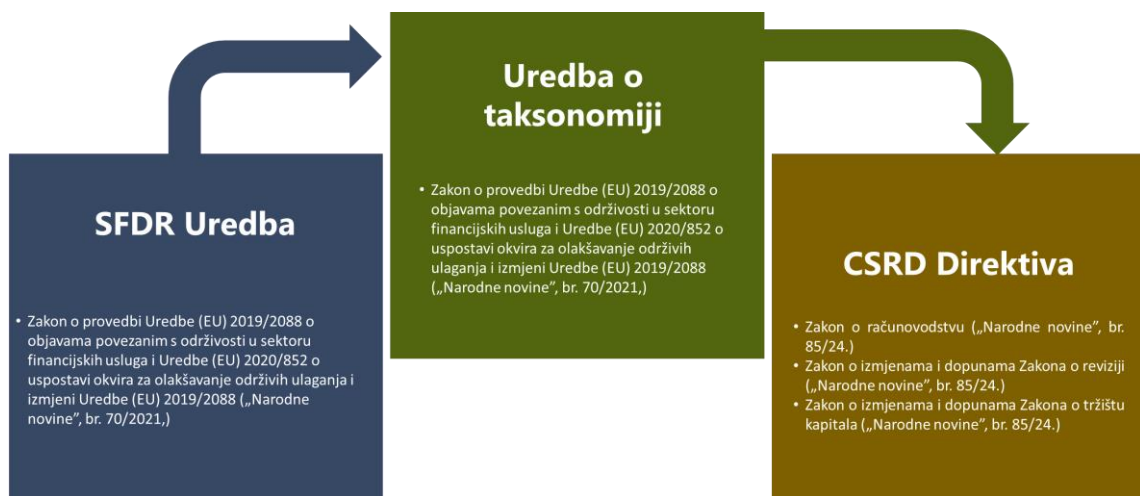 SFDR Uredba
• Zakon o provedbi Uredbe (EU) 2019/2088 o
objavama povezanim s održivosti u sektoru
financijskih usluga i Uredbe (EU) 2020/852 o
uspostavi okvira za olakšavanje održivih ulaganja i
izmjeni Uredbe (EU) 2019/2088 („Narodne
novine”, br. 70/2021,)
Uredba o
taksonomiji
• Zakon o provedbi Uredbe (EU) 2019/2088 o
objavama povezanim s održivosti u sektoru
financijskih usluga i Uredbe (EU) 2020/852 o
uspostavi okvira za olakšavanje održivih
ulaganja i izmjeni Uredbe (EU) 2019/2088
(„Narodne novine”, br. 70/2021,)
CSRD Direktiva
• Zakon o računovodstvu („Narodne novine”, br.
85/24.)
• Zakon o izmjenama i dopunama Zakona o reviziji
(„Narodne novine”, br. 85/24.)
• Zakon o izmjenama i dopunama Zakona o tržištu
kapitala („Narodne novine”, br. 85/24.)